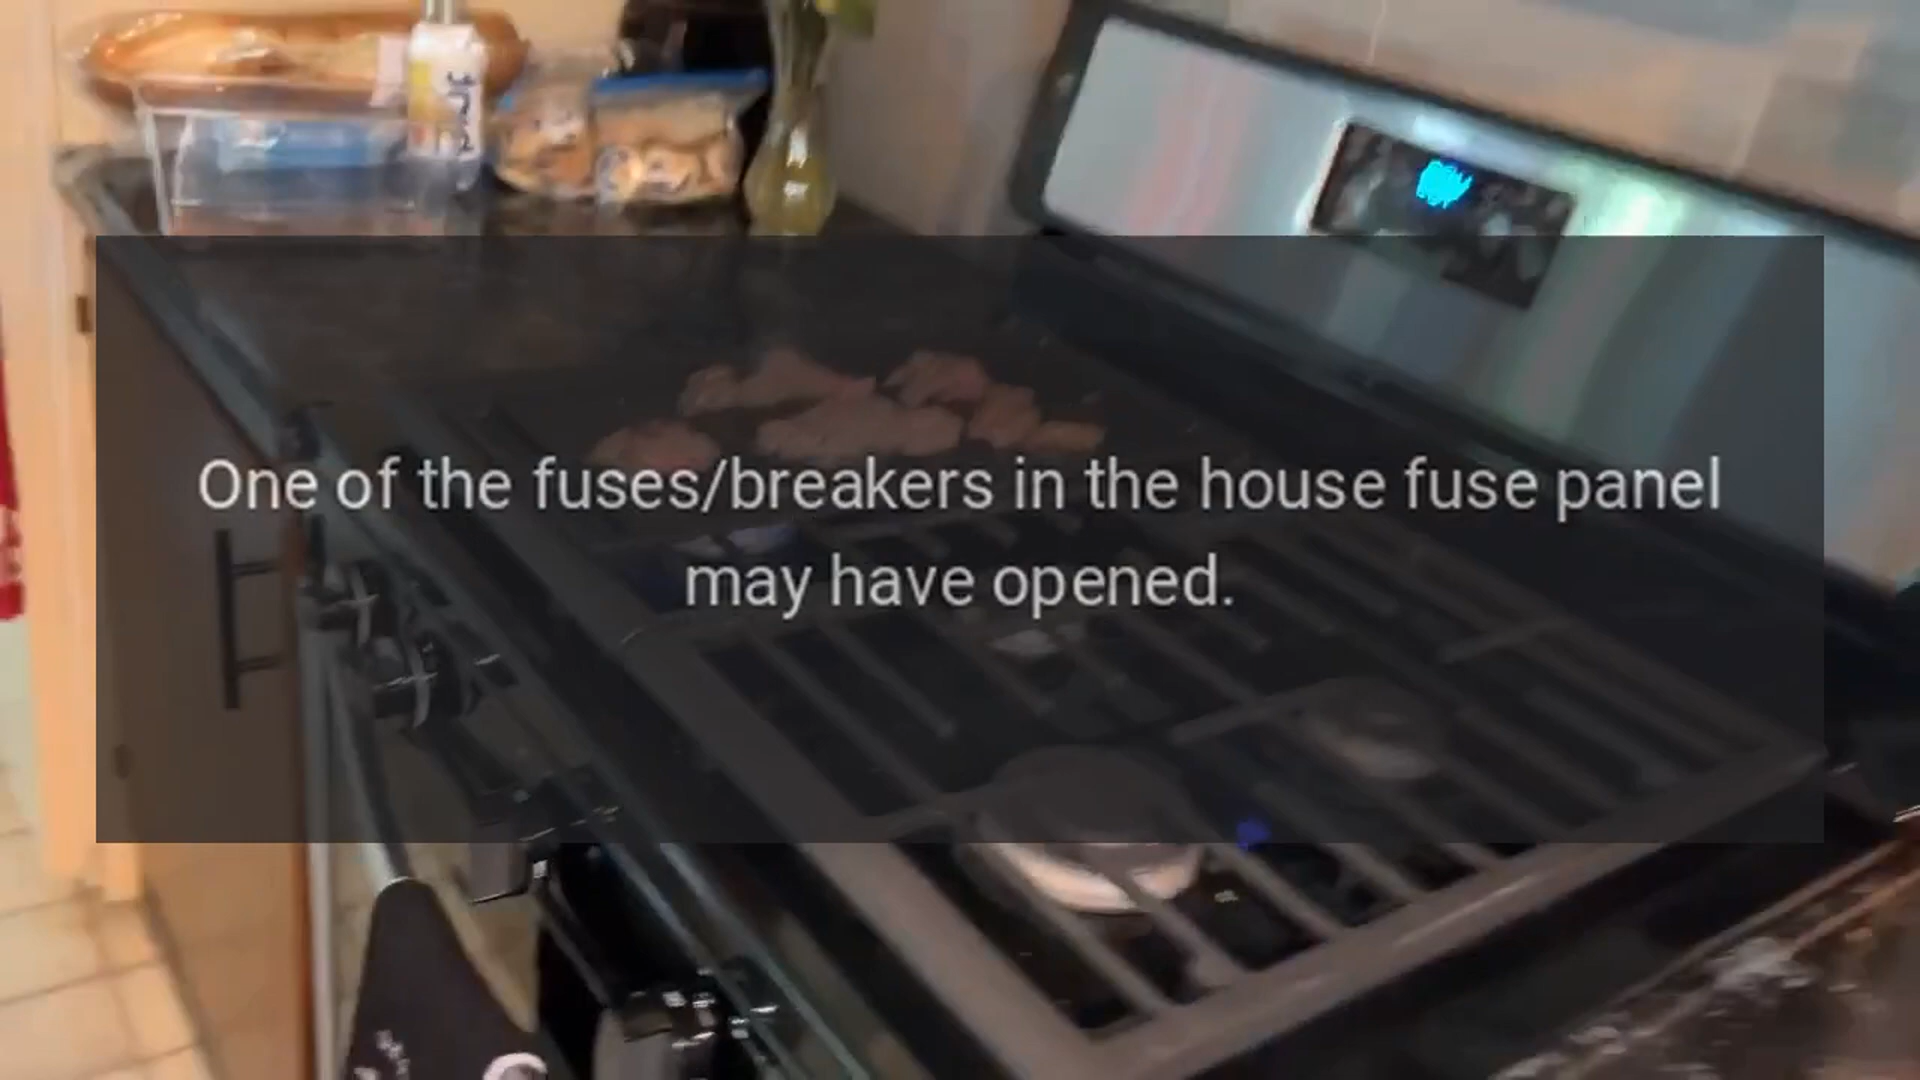 One of the fuses/breakers in the house fuse panel
may have opened.